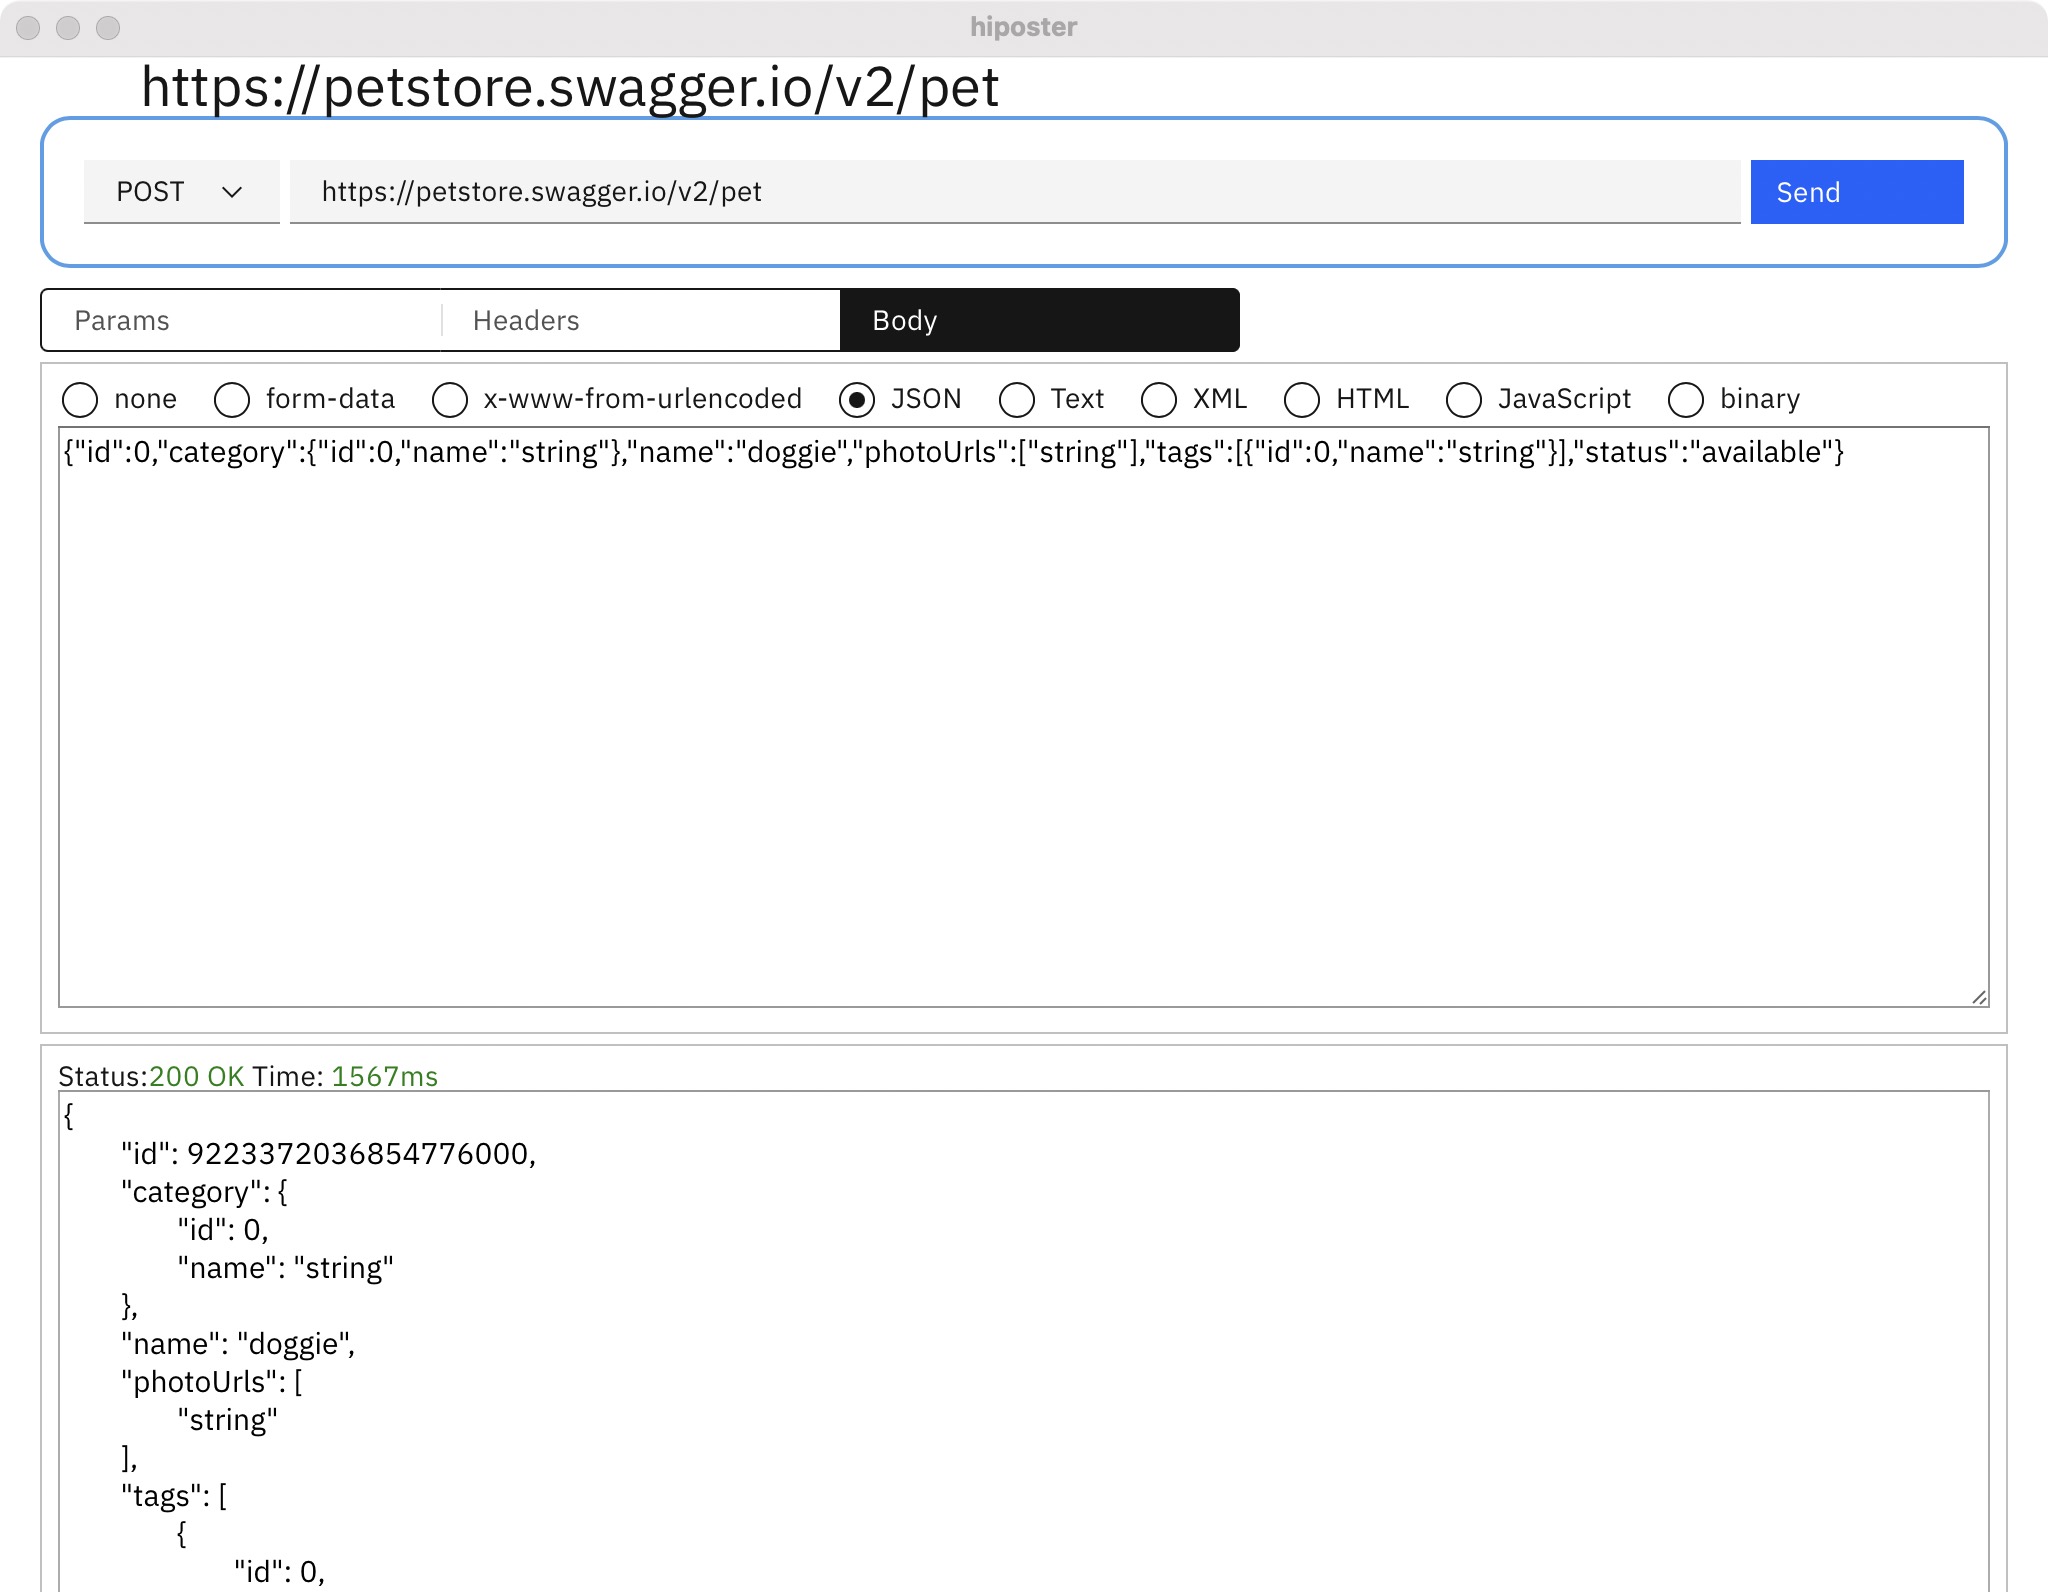 hiposter
https://petstore.swagger.io/v2/pet
POST https://petstore.swagger.io/v2/pet Send
Params Headers Body
none form-data x-www-from-urlencoded JSON Text XML HTML JavaScript binary
{"id":0,"category":{"id":0,"name":"string"},"name":"doggie","photoUrls":["string"],"tags":[{"id":0,"name":"string"}],"status":"available"}
Status:200 OK Time: 1567ms
{
"id": 9223372036854776000,
"category": {
"id": 0,
"name": "string"
},
"name": "doggie",
"photoUrls": [
"string"
],
"tags": [
{
"id": 0,